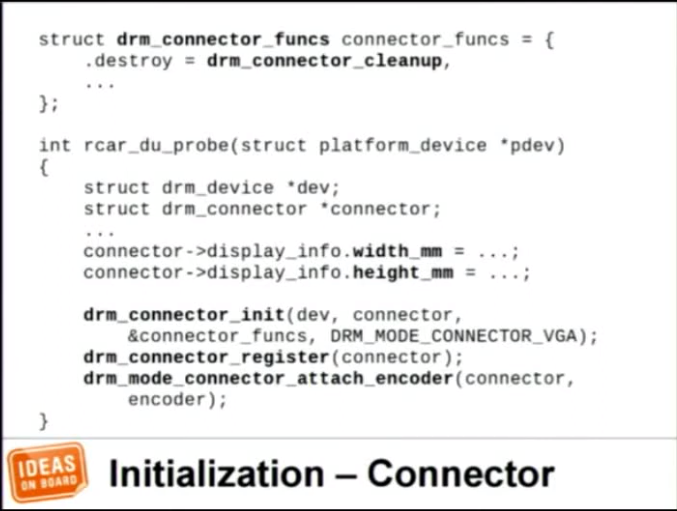 struct drm_connector_funcs connector_funcs = {
    .destroy = drm_connector_cleanup,
    ...
};
int rcar_du_probe(struct platform_device *pdev)
{
    struct drm_device *dev;
    struct drm_connector *connector;
    ...
    connector->display_info.width_mm = ...;
    connector->display_info.height_mm = ...;
    drm_connector_init(dev, connector,
        &connector_funcs, DRM_MODE_CONNECTOR_VGA);
    drm_connector_register(connector);
    drm_mode_connector_attach_encoder(connector,
        encoder);
}
IDEAS
ON BOARD
Initialization – Connector